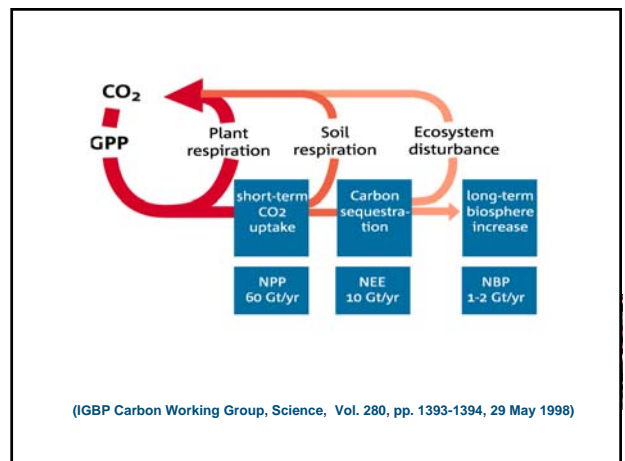 CO₂
GPP
Plant
respiration
Soil
respiration
Ecosystem
disturbance
short-term
CO2
uptake
Carbon
sequestra-
tion
long-term
biosphere
increase
NPP
60 Gt/yr
NEE
10 Gt/yr
NBP
1-2 Gt/yr
(IGBP Carbon Working Group, Science, Vol. 280, pp. 1393-1394, 29 May 1998)